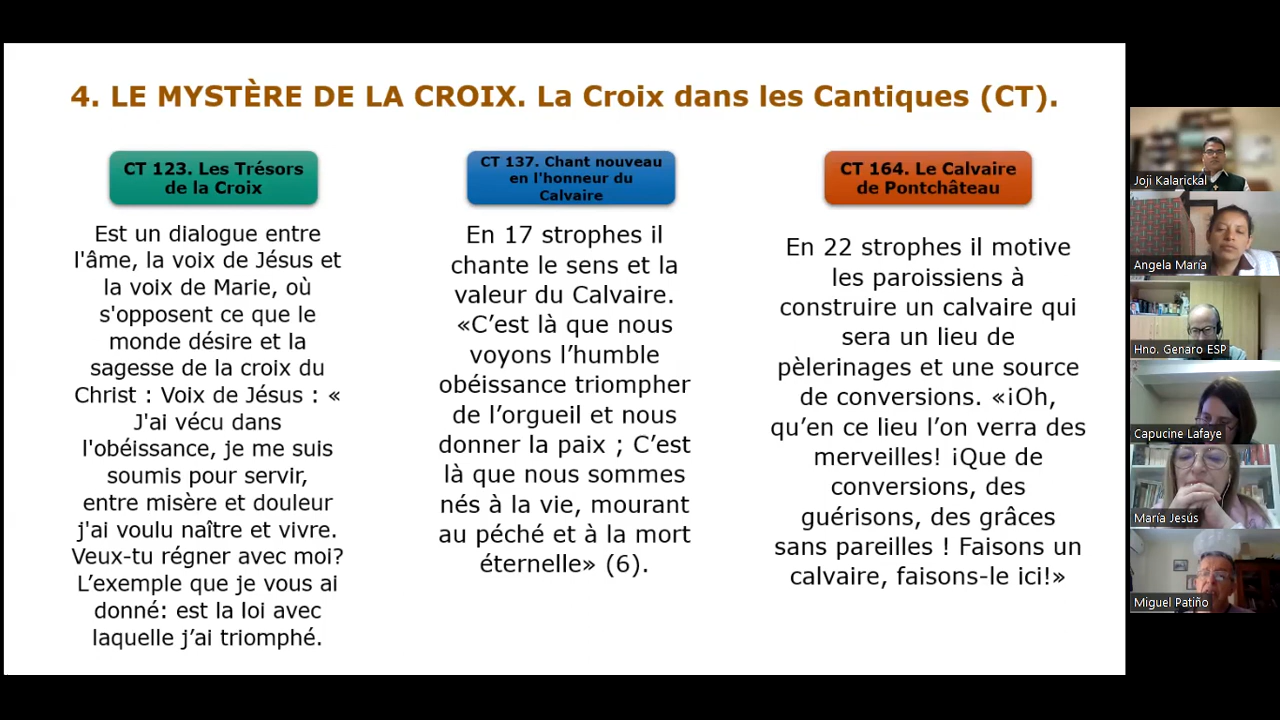 4. LE MYSTÈRE DE LA CROIX. La Croix dans les Cantiques (CT).
CT 123. Les Trésors
de la Croix
Est un dialogue entre
l'âme, la voix de Jésus et
la voix de Marie, où
s'opposent ce que le
monde désire et la
sagesse de la croix du
Christ : Voix de Jésus : «
J'ai vécu dans
l'obéissance, je me suis
soumis pour servir,
entre misère et douleur
j'ai voulu naître et vivre.
Veux-tu régner avec moi?
L’exemple que je vous ai
donné: est la loi avec
laquelle j’ai triomphé.
CT 137. Chant nouveau
en l'honneur du
Calvaire
En 17 strophes il
chante le sens et la
valeur du Calvaire.
«C’est là que nous
voyons l’humble
obéissance triompher
de l’orgueil et nous
donner la paix ; C’est
là que nous sommes
nés à la vie, mourant
au péché et à la mort
éternelle» (6).
CT 164. Le Calvaire
de Pontchâteau
En 22 strophes il motive
les paroissiens à
construire un calvaire qui
sera un lieu de
pèlerinages et une source
de conversions. «¡Oh,
qu’en ce lieu l’on verra des
merveilles! ¡Que de
conversions, des
guérisons, des grâces
sans pareilles ! Faisons un
calvaire, faisons-le ici!»
Joji Kalarickal
Angela María
Hno. Genaro ESP
Capucine Lafaye
María Jesús
Miguel Patiño